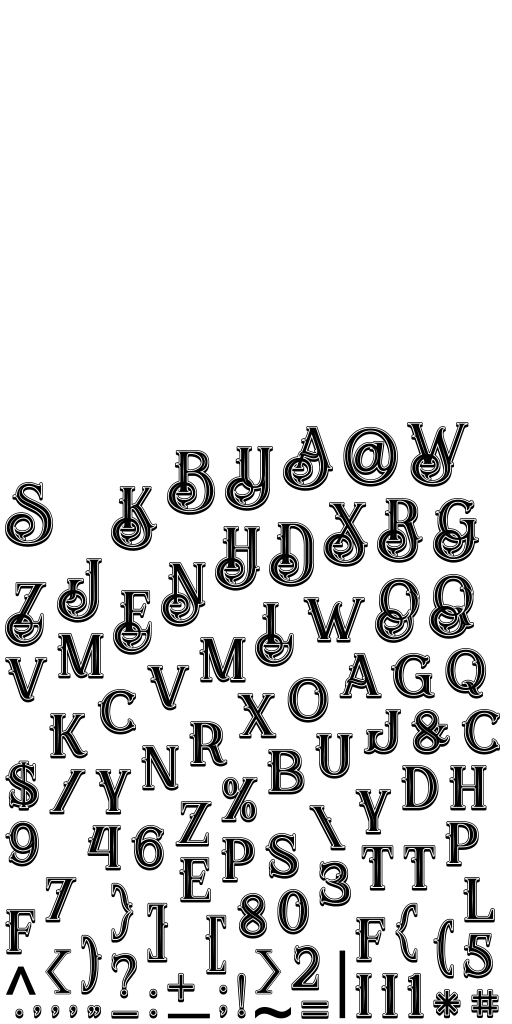 B Y A @ W
S K
H D X R G
Z J E N
L W O Q
V M M
C V X O A G Q
K N R B U J & C
$ / Y % D H
9 4 6 Z P S \ Y P
E 3 T T
7 } 8 0 L
F ] [ F { ( 5
^ < ) ? > 2 |
. , , „ _ : + — ; ! ~ = I I 1 * #